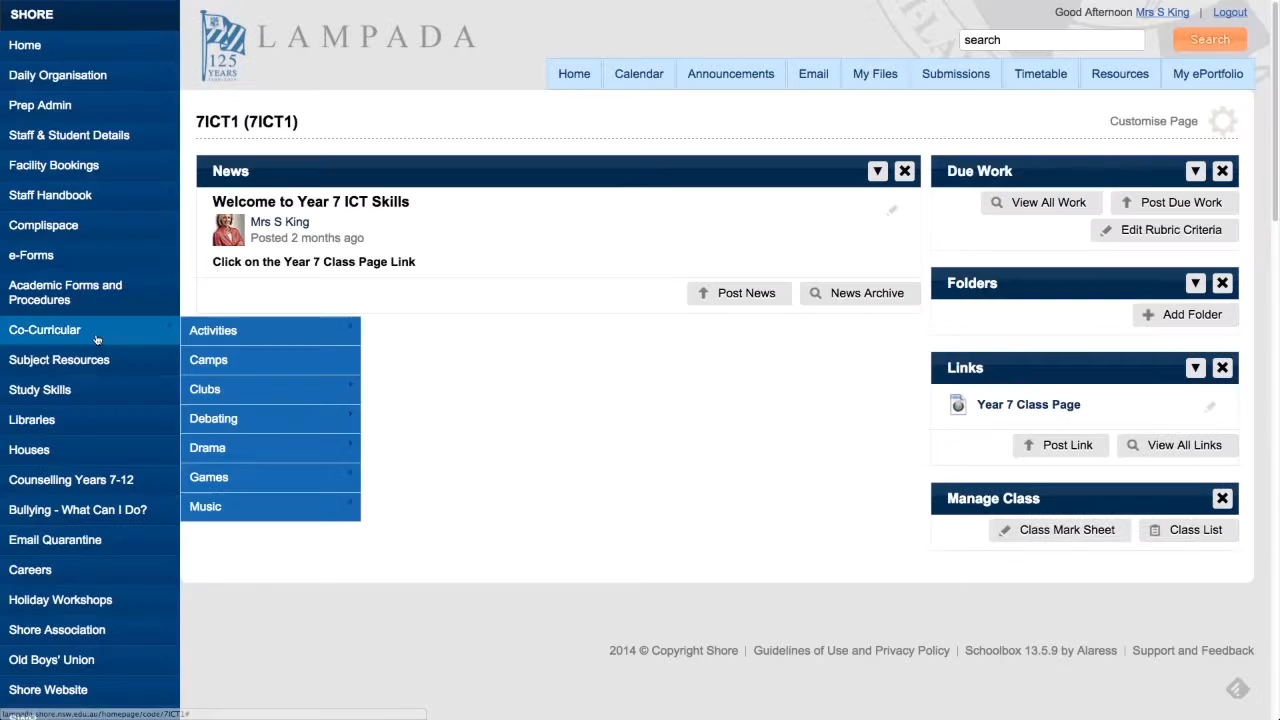 SHORE
Home
Daily Organisation
Prep Admin
Staff & Student Details
Facility Bookings
Staff Handbook
Complispace
e-Forms
Academic Forms and
Procedures
Co-Curricular
Subject Resources
Study Skills
Libraries
Houses
Counselling Years 7-12
Bullying - What Can I Do?
Email Quarantine
Careers
Holiday Workshops
Shore Association
Old Boys' Union
Shore Website
lampada.shore.nsw.edu.au/homepage/code/7ICT1#
Activities
Camps
Clubs
Debating
Drama
Games
Music
125
YEARS
LAMPADA
Good Afternoon Mrs S King | Logout
search
Search
Home
Calendar
Announcements
Email
My Files
Submissions
Timetable
Resources
My ePortfolio
7ICT1 (7ICT1)
Customise Page
News
Welcome to Year 7 ICT Skills
Mrs S King
Posted 2 months ago
Click on the Year 7 Class Page Link
Post News
News Archive
Due Work
View All Work
Post Due Work
Edit Rubric Criteria
Folders
Add Folder
Links
Year 7 Class Page
Post Link
View All Links
Manage Class
Class Mark Sheet
Class List
2014 © Copyright Shore | Guidelines of Use and Privacy Policy | Schoolbox 13.5.9 by Alaress | Support and Feedback